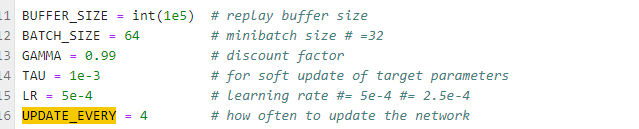 11 BUFFER_SIZE = int(1e5)  # replay buffer size
12 BATCH_SIZE = 64         # minibatch size # =32
13 GAMMA = 0.99            # discount factor
14 TAU = 1e-3              # for soft update of target parameters
15 LR = 5e-4               # learning rate #= 5e-4 #= 2.5e-4
16 UPDATE_EVERY = 4        # how often to update the network